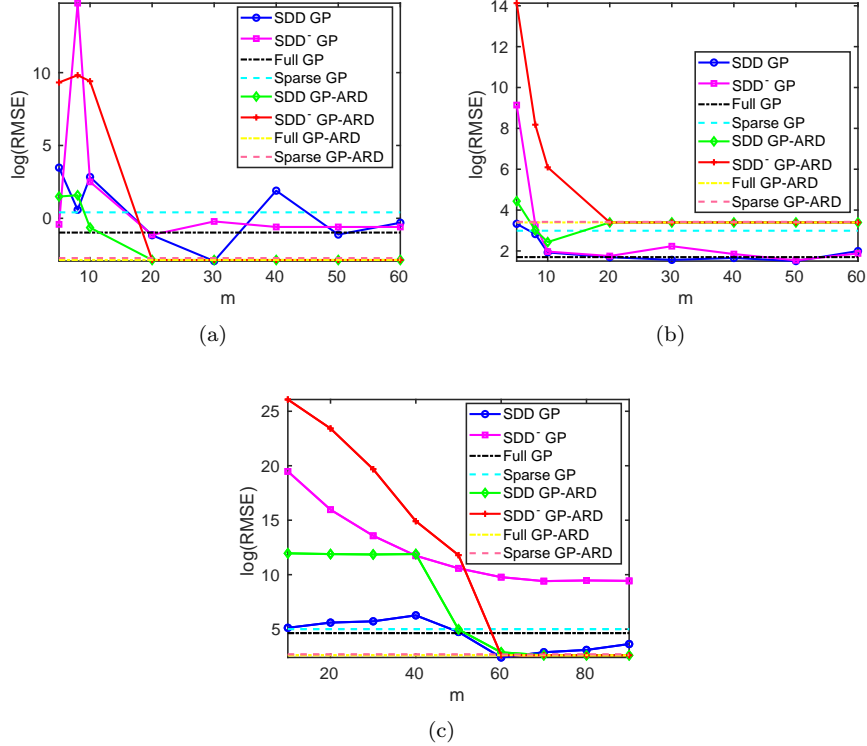 SDD GP
SDD⁻ GP
Full GP
Sparse GP
SDD GP-ARD
SDD⁻ GP-ARD
Full GP-ARD
Sparse GP-ARD
log(RMSE)
10
5
0
10 20 30 40 50 60
m
(a)
SDD GP
SDD⁻ GP
Full GP
Sparse GP
SDD GP-ARD
SDD⁻ GP-ARD
Full GP-ARD
Sparse GP-ARD
log(RMSE)
14
12
10
8
6
4
2
10 20 30 40 50 60
m
(b)
SDD GP
SDD⁻ GP
Full GP
Sparse GP
SDD GP-ARD
SDD⁻ GP-ARD
Full GP-ARD
Sparse GP-ARD
log(RMSE)
25
20
15
10
5
20 40 60 80
m
(c)